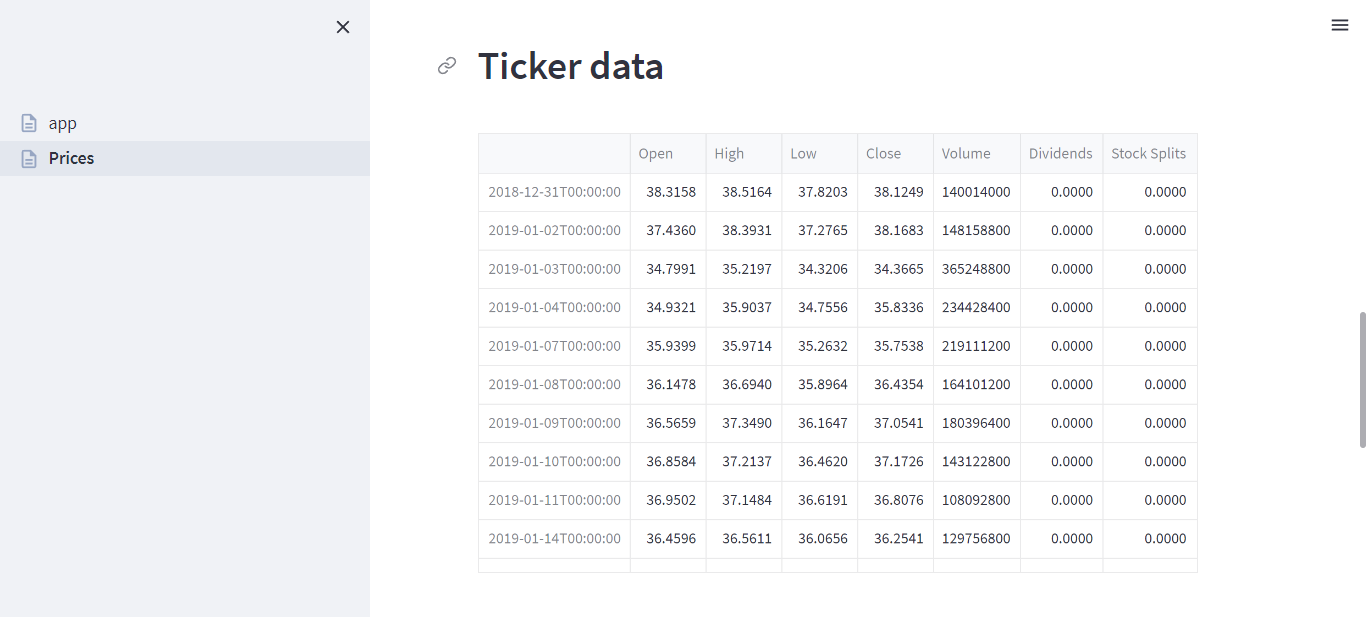 Ticker data
app
Prices
Open High Low Close Volume Dividends Stock Splits
2018-12-31T00:00:00 38.3158 38.5164 37.8203 38.1249 140014000 0.0000 0.0000
2019-01-02T00:00:00 37.4360 38.3931 37.2765 38.1683 148158800 0.0000 0.0000
2019-01-03T00:00:00 34.7991 35.2197 34.3206 34.3665 365248800 0.0000 0.0000
2019-01-04T00:00:00 34.9321 35.9037 34.7556 35.8336 234428400 0.0000 0.0000
2019-01-07T00:00:00 35.9399 35.9714 35.2632 35.7538 219111200 0.0000 0.0000
2019-01-08T00:00:00 36.1478 36.6940 35.8964 36.4354 164101200 0.0000 0.0000
2019-01-09T00:00:00 36.5659 37.3490 36.1647 37.0541 180396400 0.0000 0.0000
2019-01-10T00:00:00 36.8584 37.2137 36.4620 37.1726 143122800 0.0000 0.0000
2019-01-11T00:00:00 36.9502 37.1484 36.6191 36.8076 108092800 0.0000 0.0000
2019-01-14T00:00:00 36.4596 36.5611 36.0656 36.2541 129756800 0.0000 0.0000